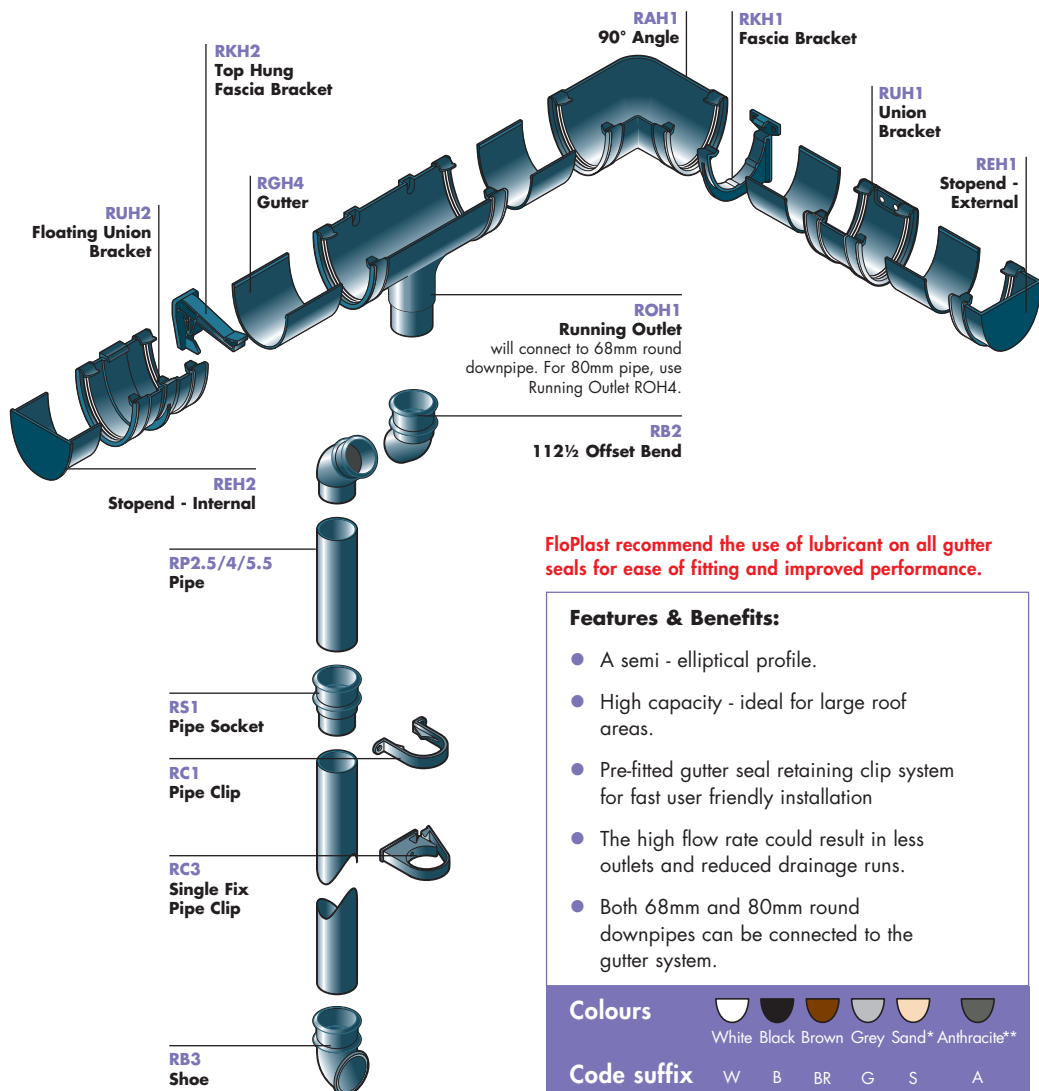 RAH1
90° Angle
RKH1
Fascia Bracket
RKH2
Top Hung
Fascia Bracket
RUH1
Union
Bracket
REH1
Stopend -
External
RGH4
Gutter
RUH2
Floating Union
Bracket
ROH1
Running Outlet
will connect to 68mm round
downpipe. For 80mm pipe, use
Running Outlet ROH4.
RB2
112½ Offset Bend
REH2
Stopend - Internal
RP2.5/4/5.5
Pipe
RS1
Pipe Socket
RC1
Pipe Clip
RC3
Single Fix
Pipe Clip
RB3
Shoe
FloPlast recommend the use of lubricant on all gutter
seals for ease of fitting and improved performance.
Features & Benefits:
● A semi - elliptical profile.
● High capacity - ideal for large roof
areas.
● Pre-fitted gutter seal retaining clip system
for fast user friendly installation
● The high flow rate could result in less
outlets and reduced drainage runs.
● Both 68mm and 80mm round
downpipes can be connected to the
gutter system.
Colours
White Black Brown Grey Sand* Anthracite**
Code suffix W B BR G S A